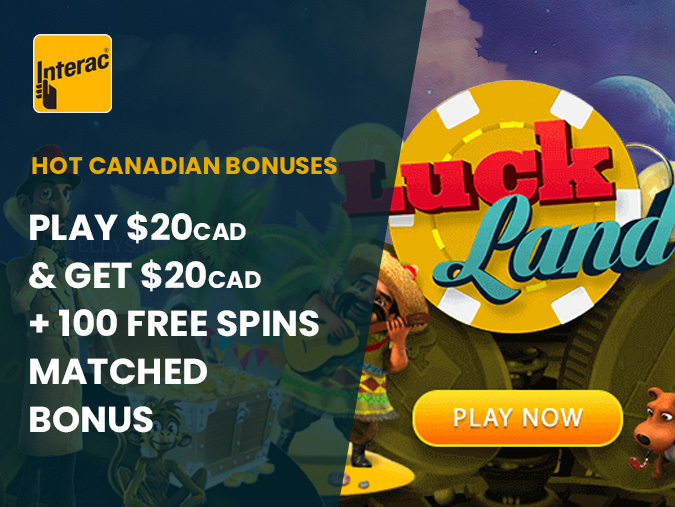 Interac®
HOT CANADIAN BONUSES
PLAY $20CAD
& GET $20CAD
+ 100 FREE SPINS
MATCHED
BONUS
Luck
Land
PLAY NOW